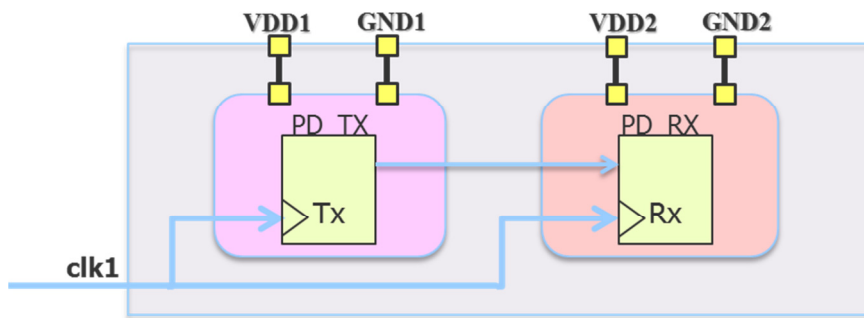 VDD1 GND1 VDD2 GND2
PD_TX PD_RX
Tx Rx
clk1